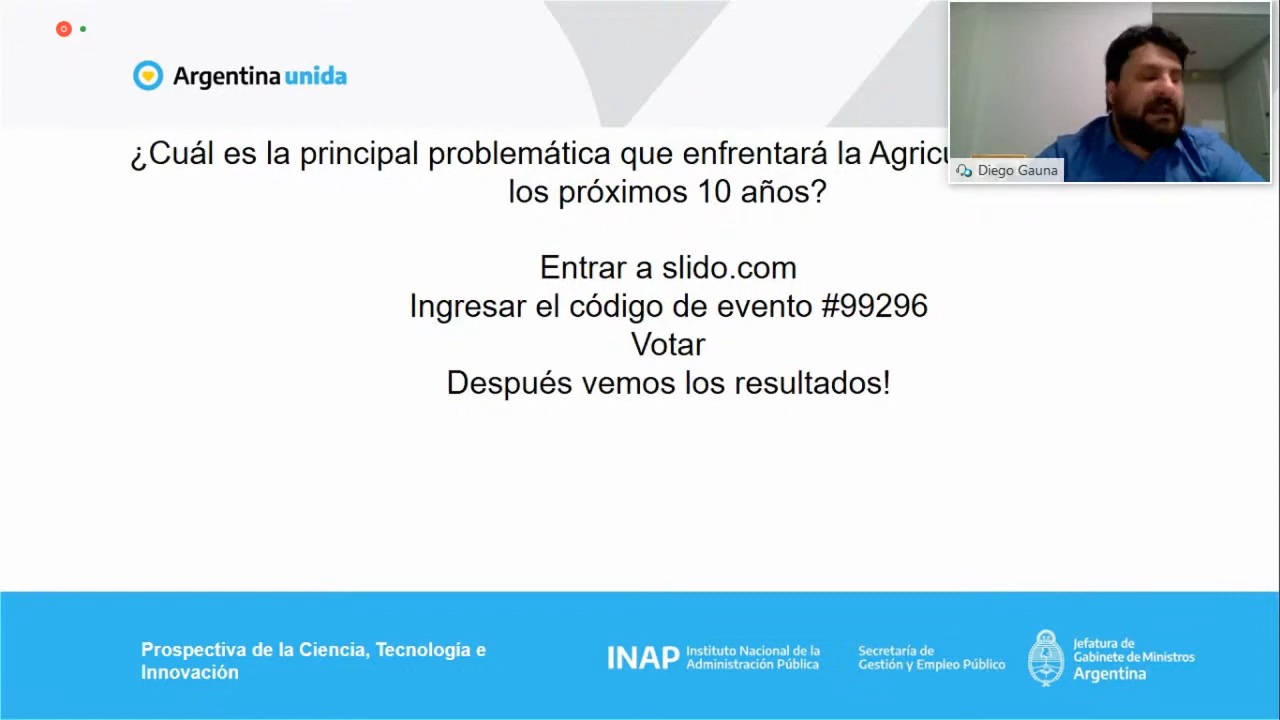 Argentina unida
¿Cuál es la principal problemática que enfrentará la Agricu
los próximos 10 años?
Entrar a slido.com
Ingresar el código de evento #99296
Votar
Después vemos los resultados!
Diego Gauna
Prospectiva de la Ciencia, Tecnología e
Innovación
INAP
Instituto Nacional de la
Administración Pública
Secretaría de
Gestión y Empleo Público
Jefatura de
Gabinete de Ministros
Argentina